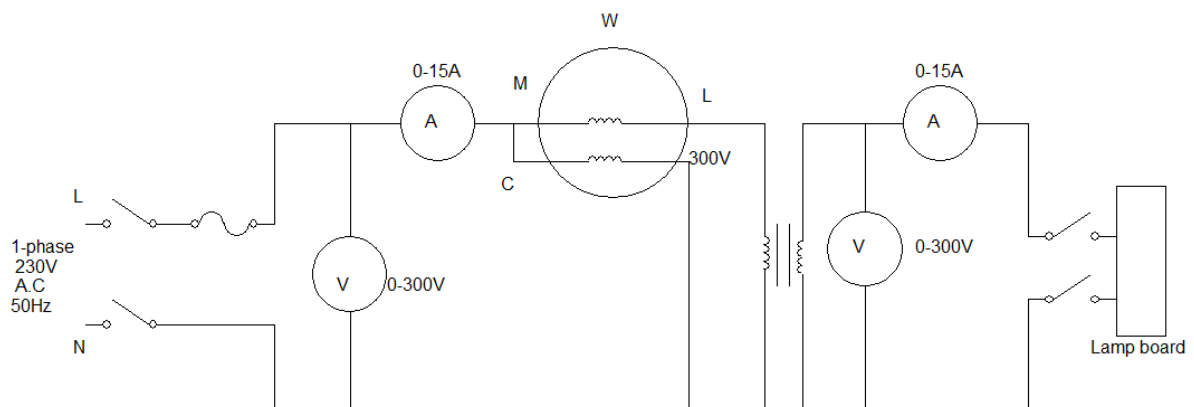 W
0-15A
M
A
L
300V
C
0-15A
A
L
1-phase
230V
A.C
50Hz
N
V
0-300V
V
0-300V
Lamp board